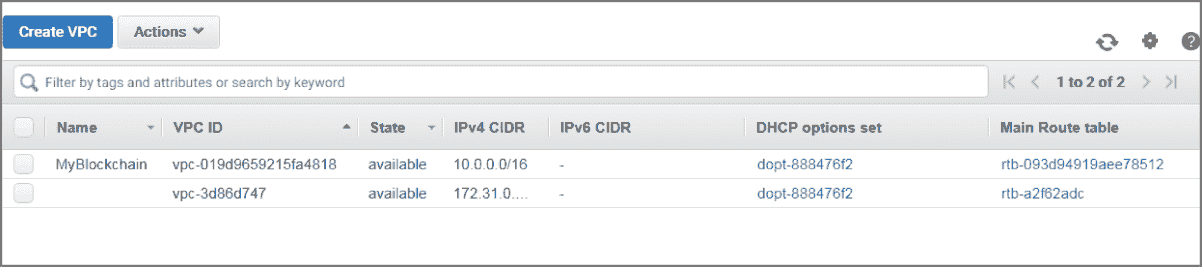 Create VPC Actions
Filter by tags and attributes or search by keyword 1 to 2 of 2
Name VPC ID State IPv4 CIDR IPv6 CIDR DHCP options set Main Route table
MyBlockchain vpc-019d9659215fa4818 available 10.0.0.0/16 - dopt-888476f2 rtb-093d94919aee78512
vpc-3d86d747 available 172.31.0.... - dopt-888476f2 rtb-a2f62adc